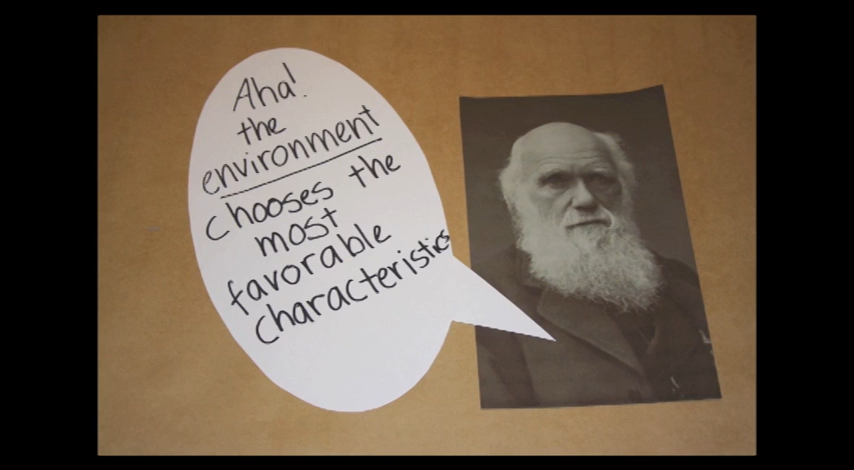 Aha!
the
environment
chooses the
most
favorable
characteristics